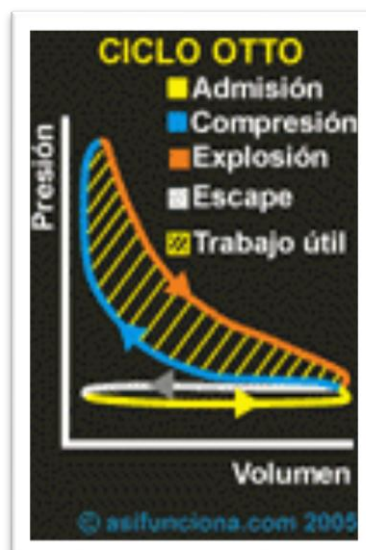 CICLO OTTO
Admisión
Compresión
Explosión
Escape
Trabajo útil
Presión
Volumen
© asifunciona.com 2005